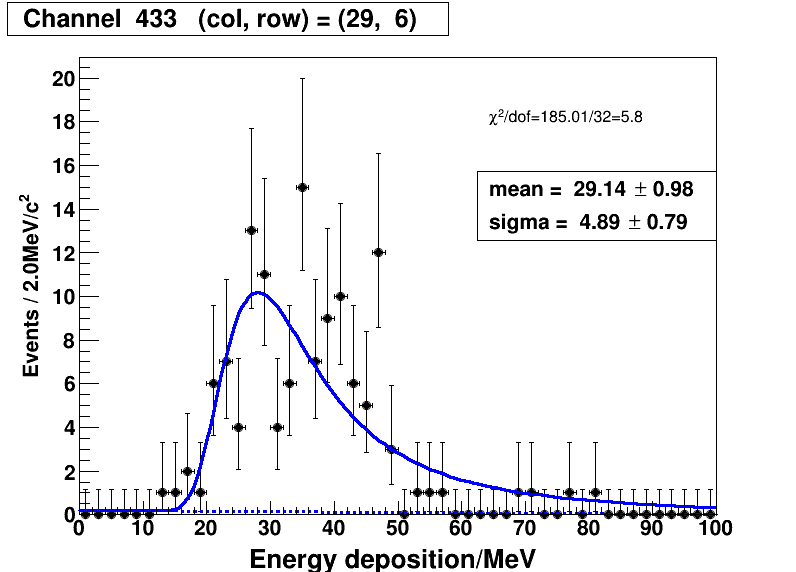 Channel 433 (col, row) = (29, 6)
χ²/dof=185.01/32=5.8
mean = 29.14 ± 0.98
sigma = 4.89 ± 0.79
Events / 2.0MeV/c²
20
18
16
14
12
10
8
6
4
2
0
0 10 20 30 40 50 60 70 80 90 100
Energy deposition/MeV